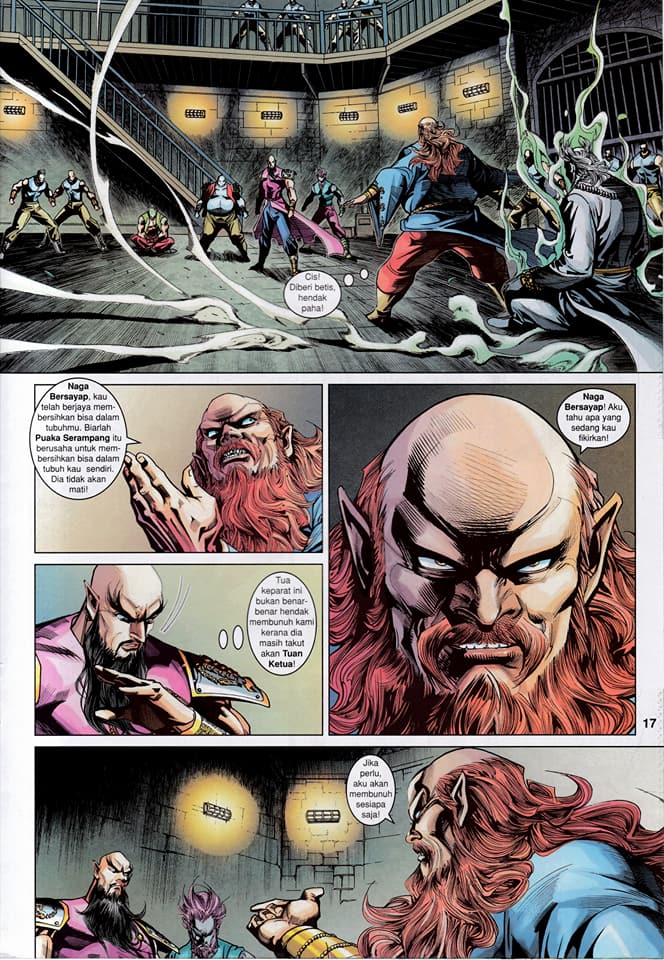 Cis!
Diberi betis,
hendak
paha!
Naga
Bersayap, kau
telah berjaya mem-
bersihkan bisa dalam
tubuhmu. Biarlah
Puaka Serampang itu
berusaha untuk mem-
bersihkan bisa dalam
tubuh kau sendiri.
Dia tidak akan
mati!
Naga
Bersayap! Aku
tahu apa yang
sedang kau
fikirkan!
Tua
keparat ini
bukan benar-
benar hendak
membunuh kami
kerana dia
masih takut
akan Tuan
Ketua!
17
Jika
perlu,
aku akan
membunuh
sesiapa
saja!